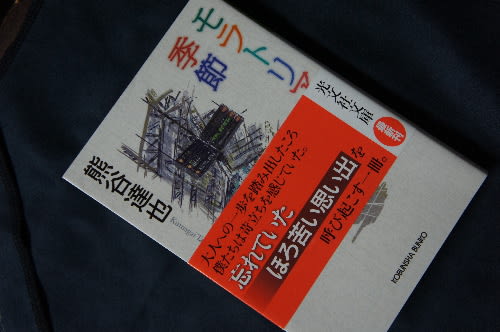 モラトリア
季節
熊谷達也
Kumagai
光文社文庫
最新刊
大人への一歩を踏み出したころ
僕たちは苛立ちを感じていた。
忘れていた
ほろ苦い思い出を
呼び起こす一冊。
KOBUNSHA BUNKO